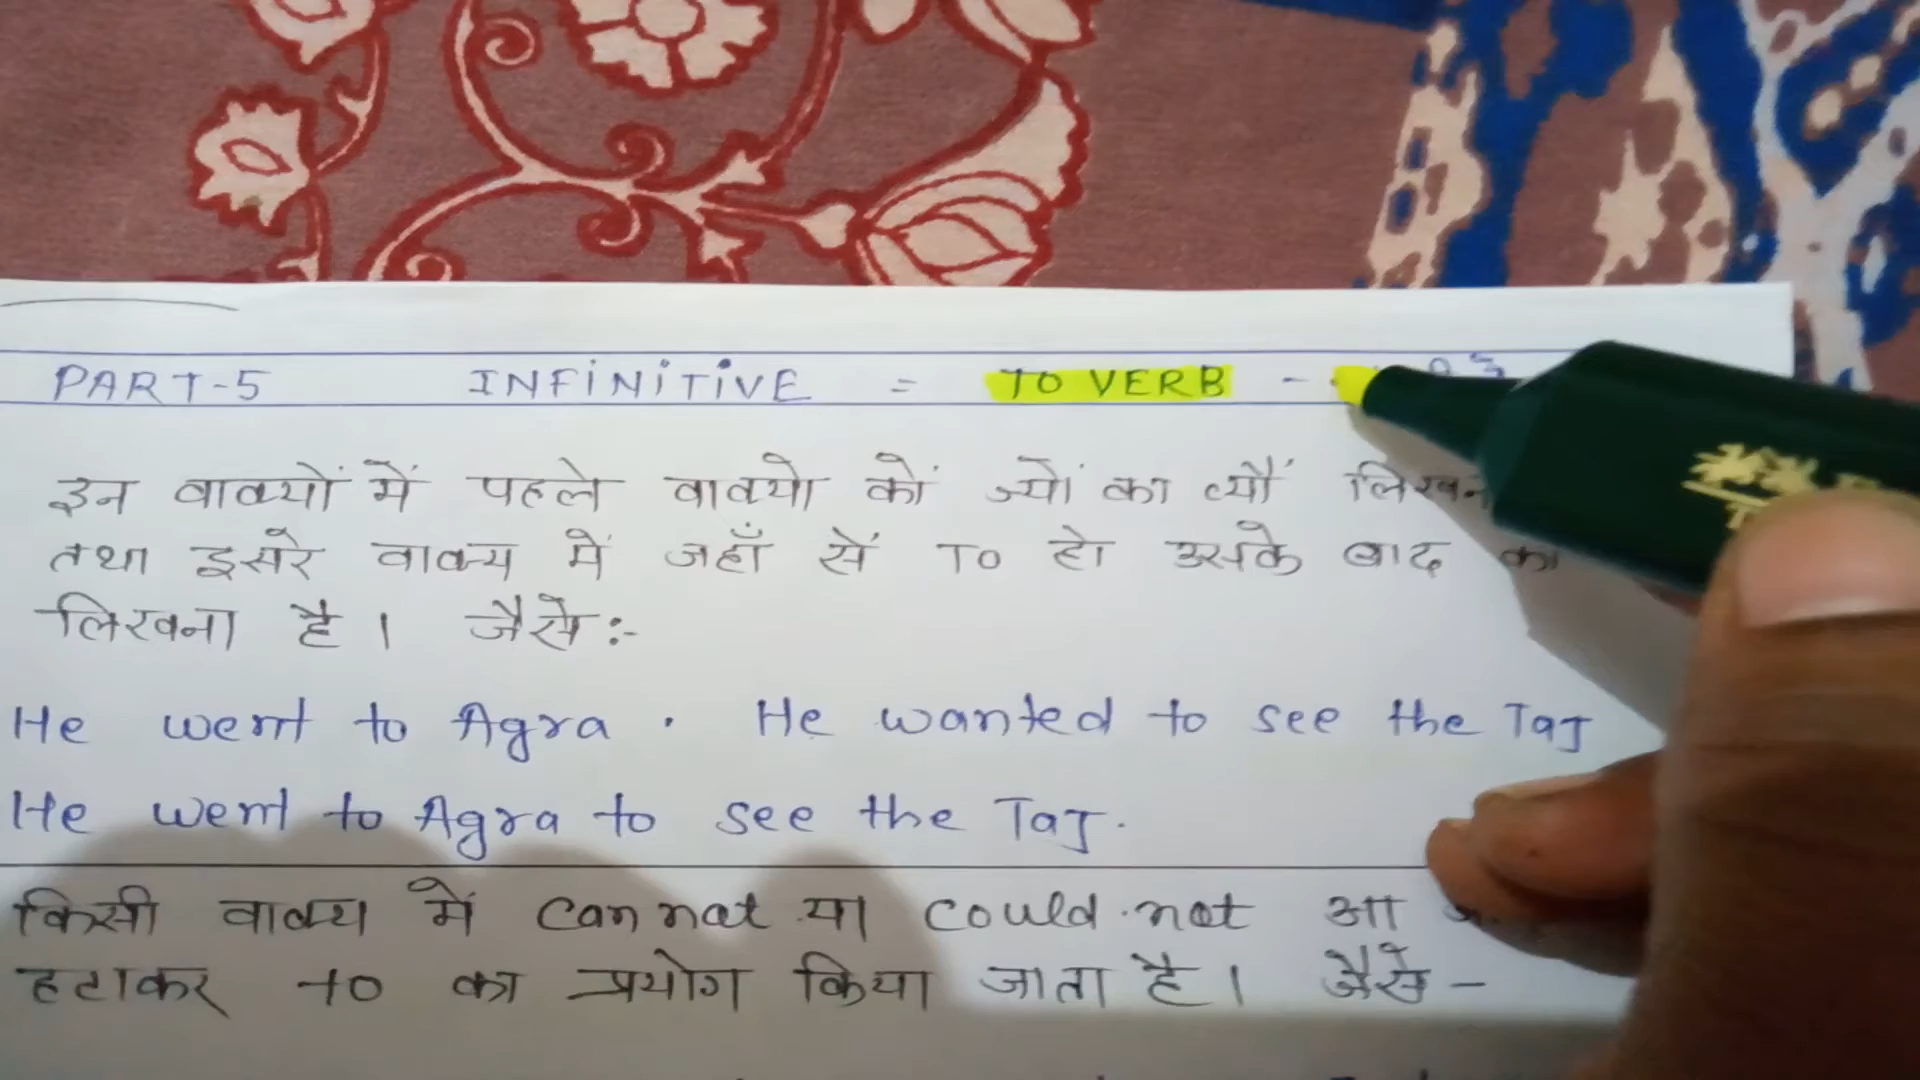 PART-5 INFINITIVE = TO VERB -
इन वाक्यों में पहले वाक्यो कों ज्यों का त्यौं
तथा दूसरे वाक्य में जहाँ सें TO हो उसके बाद का
लिखना है । जैसे:-
He went to Agra . He wanted to see the Taj
He went to Agra to see the Taj.
किसी वाक्य में can not या could not आ
हटाकर to का प्रयोग किया जाता है । जैसे -